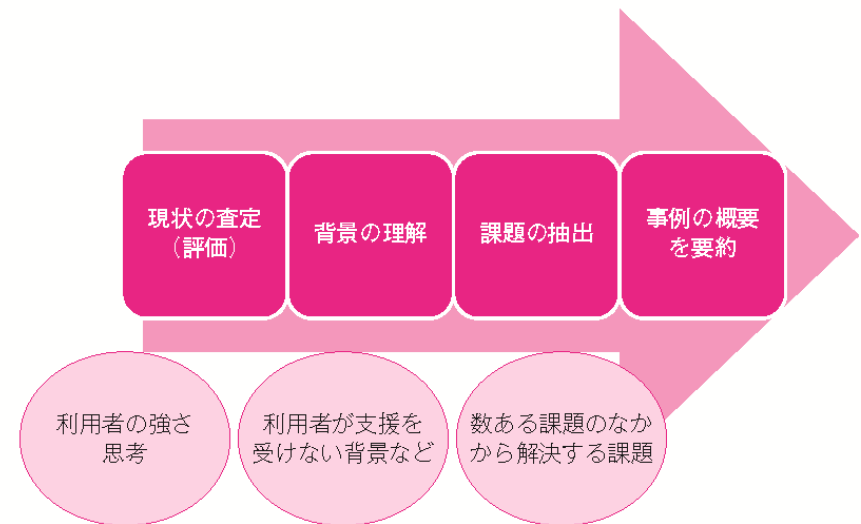 現状の査定
（評価）
背景の理解
課題の抽出
事例の概要
を要約
利用者の強さ
思考
利用者が支援を
受けない背景など
数ある課題のなか
から解決する課題